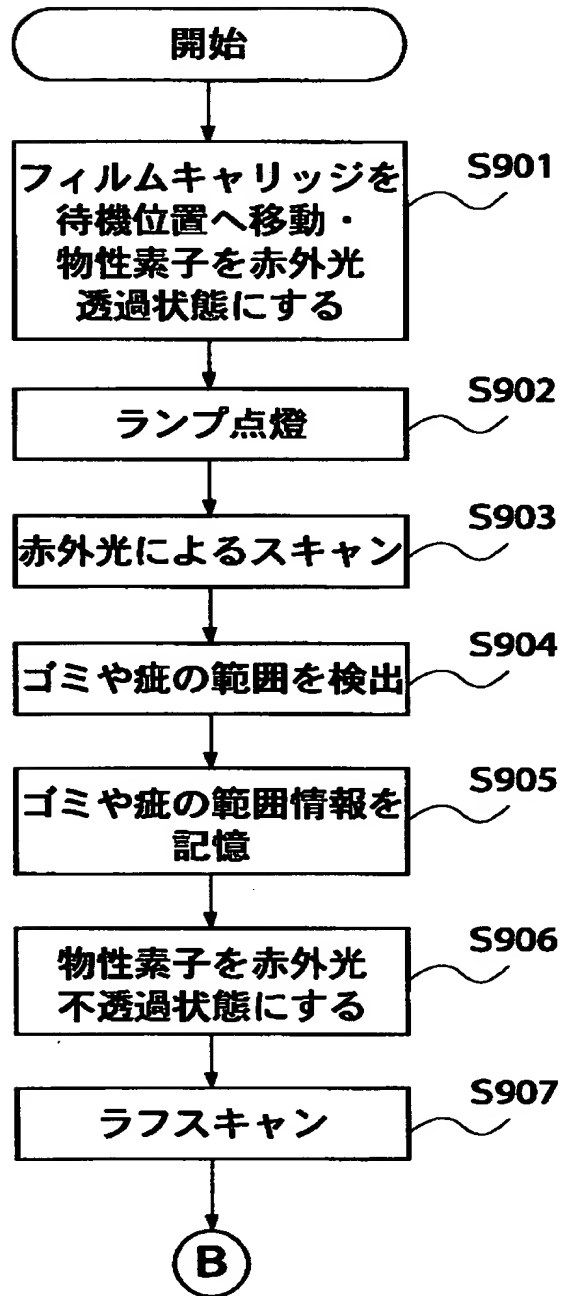 開始
S901
フィルムキャリッジを
待機位置へ移動・
物性素子を赤外光
透過状態にする
S902
ランプ点燈
S903
赤外光によるスキャン
S904
ゴミや疵の範囲を検出
S905
ゴミや疵の範囲情報を
記憶
S906
物性素子を赤外光
不透過状態にする
S907
ラフスキャン
B